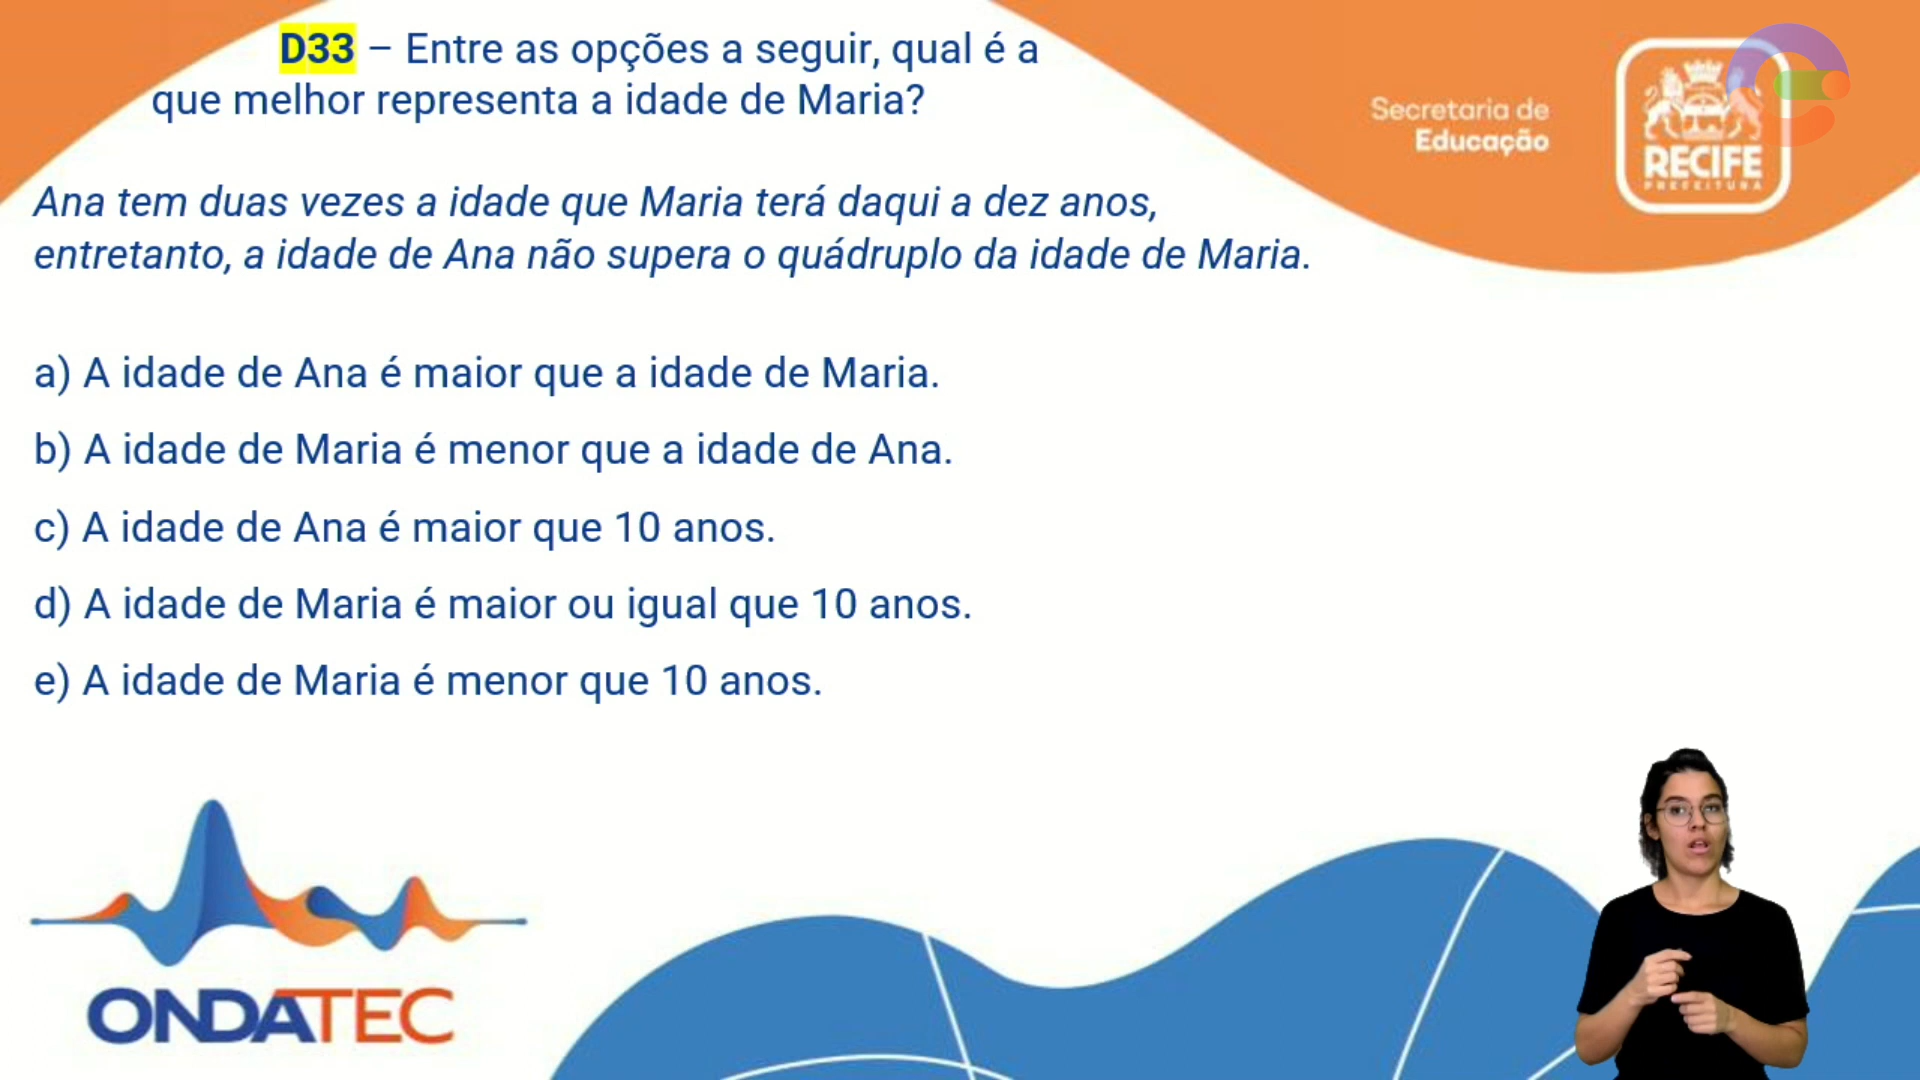 D33 – Entre as opções a seguir, qual é a
que melhor representa a idade de Maria?
Secretaria de
Educação
RECIFE
PREFEITURA
Ana tem duas vezes a idade que Maria terá daqui a dez anos,
entretanto, a idade de Ana não supera o quádruplo da idade de Maria.
a) A idade de Ana é maior que a idade de Maria.
b) A idade de Maria é menor que a idade de Ana.
c) A idade de Ana é maior que 10 anos.
d) A idade de Maria é maior ou igual que 10 anos.
e) A idade de Maria é menor que 10 anos.
ONDATEC